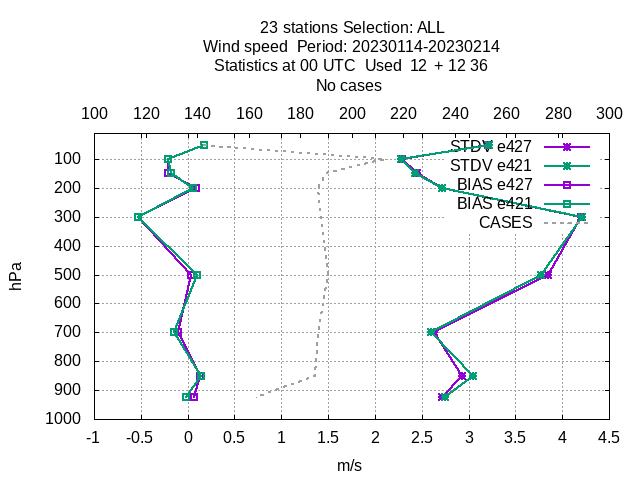 23 stations Selection: ALL
Wind speed  Period: 20230114-20230214
Statistics at 00 UTC  Used  12 + 12 36
No cases
100 120 140 160 180 200 220 240 260 280 300
STDV e427
STDV e421
BIAS e427
BIAS e421
CASES
100
200
300
400
500
600
700
800
900
1000
hPa
-1 -0.5 0 0.5 1 1.5 2 2.5 3 3.5 4 4.5
m/s